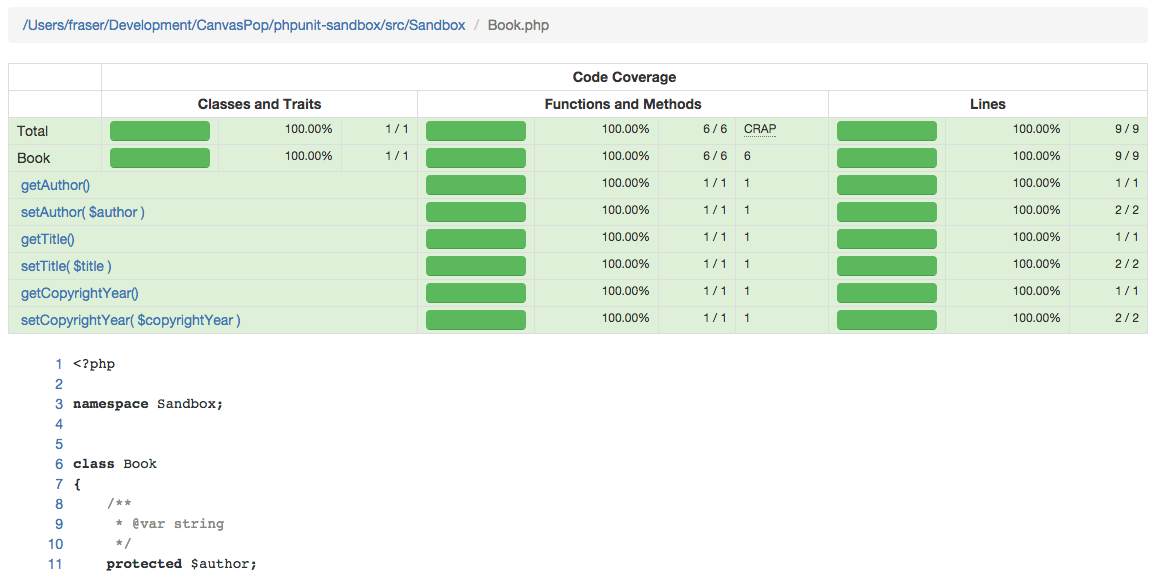 /Users/fraser/Development/CanvasPop/phpunit-sandbox/src/Sandbox / Book.php
Code Coverage
Classes and Traits Functions and Methods Lines
Total 100.00% 1 / 1 100.00% 6 / 6 CRAP 100.00% 9 / 9
Book 100.00% 1 / 1 100.00% 6 / 6 6 100.00% 9 / 9
getAuthor() 100.00% 1 / 1 1 100.00% 1 / 1
setAuthor( $author ) 100.00% 1 / 1 1 100.00% 2 / 2
getTitle() 100.00% 1 / 1 1 100.00% 1 / 1
setTitle( $title ) 100.00% 1 / 1 1 100.00% 2 / 2
getCopyrightYear() 100.00% 1 / 1 1 100.00% 1 / 1
setCopyrightYear( $copyrightYear ) 100.00% 1 / 1 1 100.00% 2 / 2
1 <?php
2
3 namespace Sandbox;
4
5
6 class Book
7 {
8 /**
9 * @var string
10 */
11 protected $author;